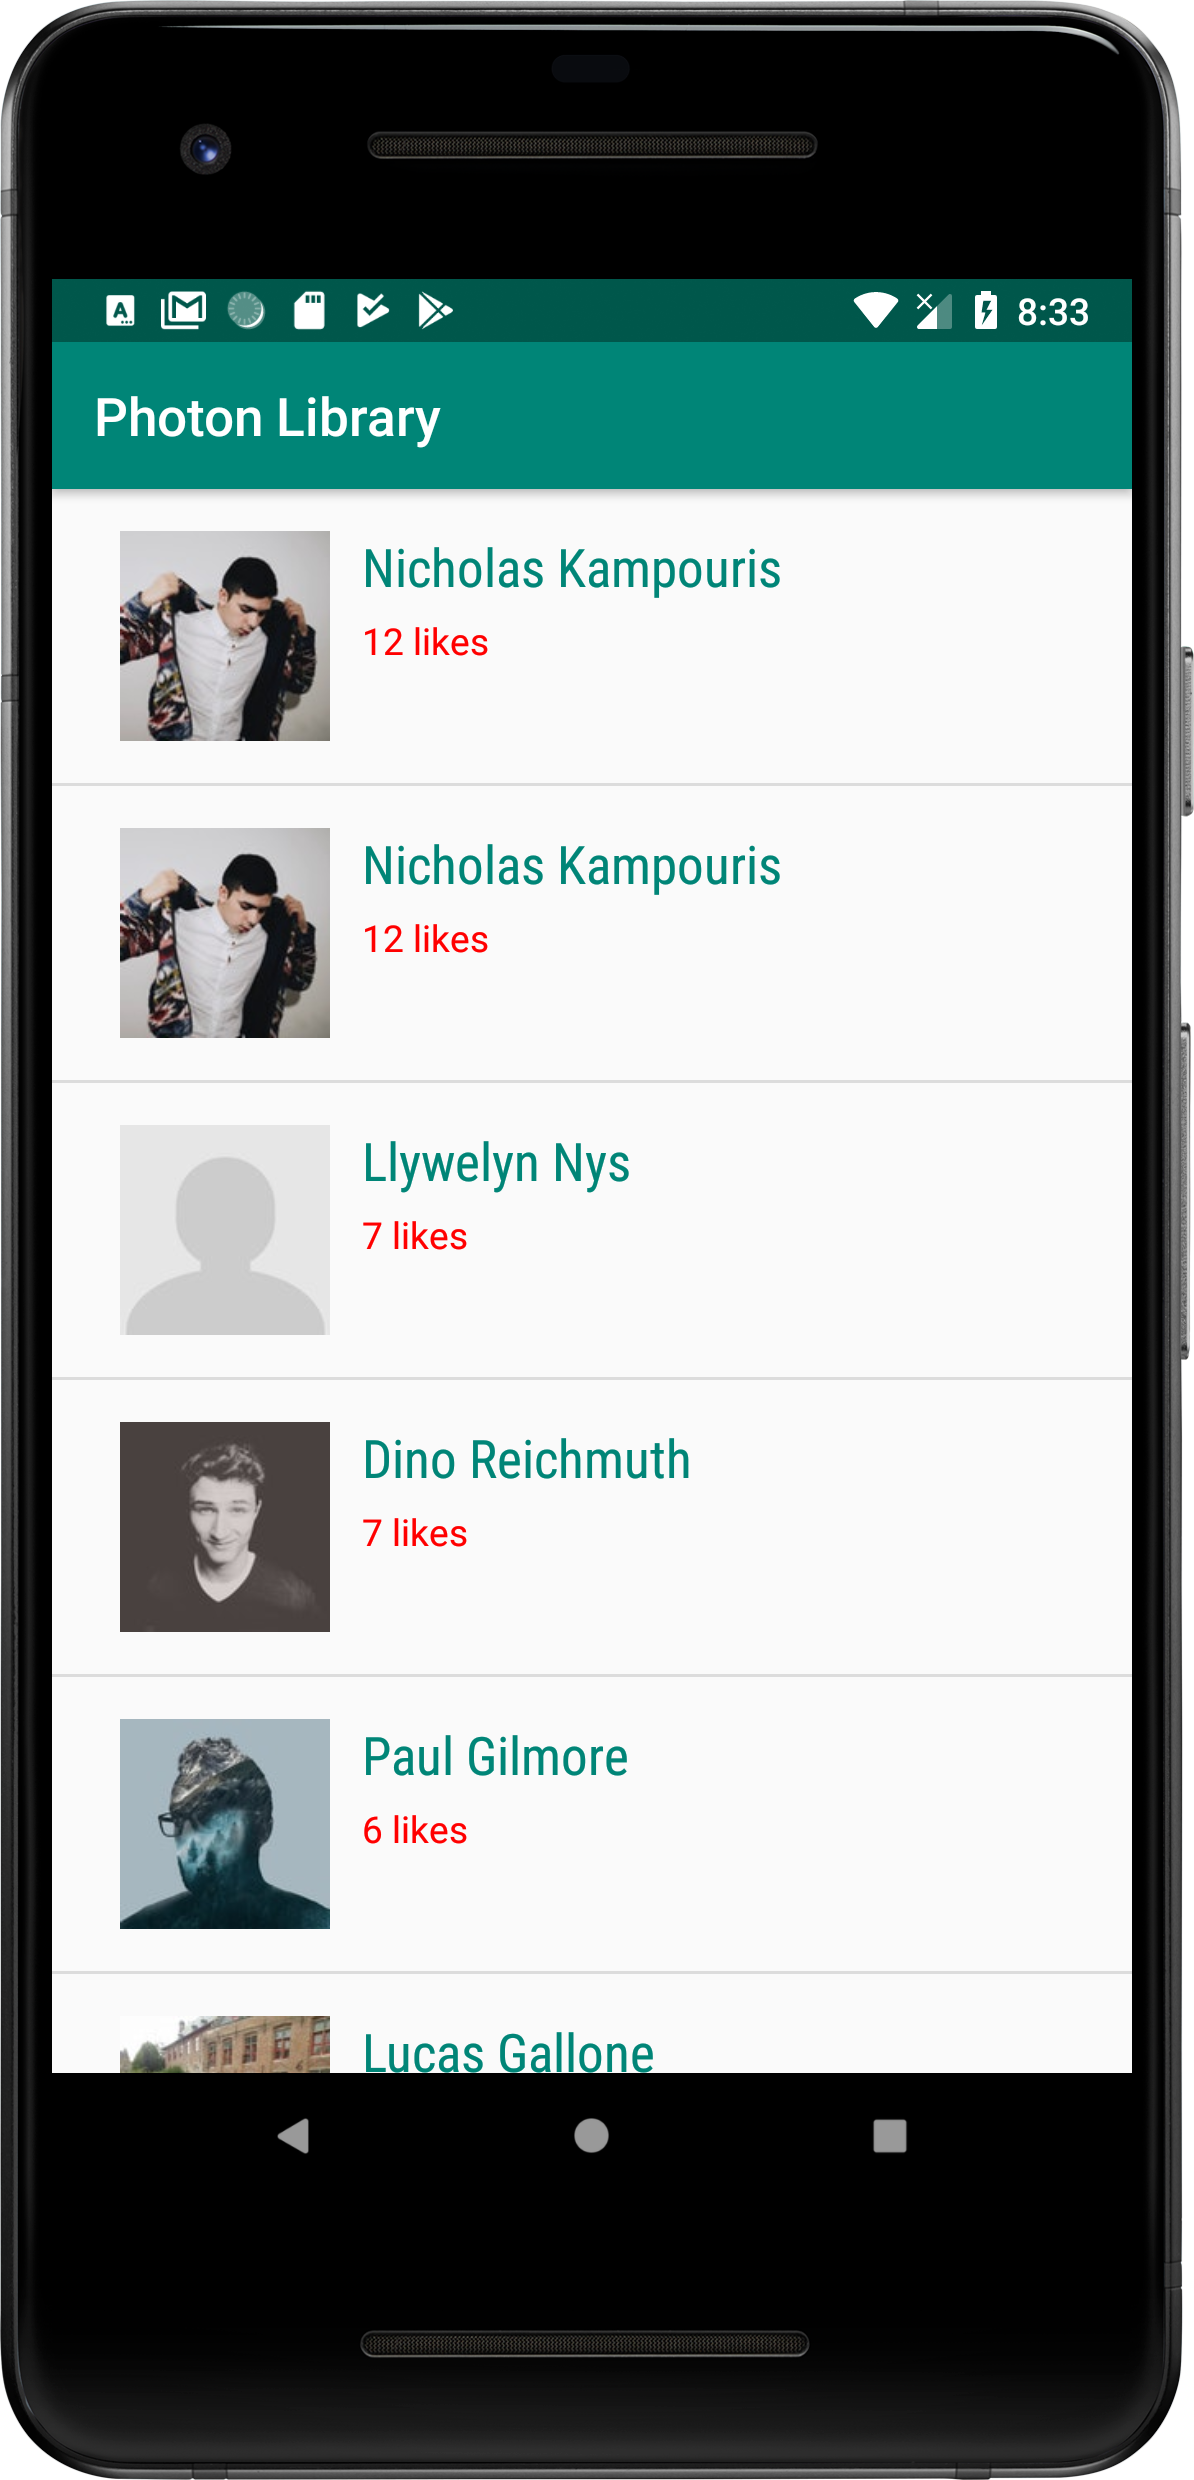 8:33
Photon Library
Nicholas Kampouris
12 likes
Nicholas Kampouris
12 likes
Llywelyn Nys
7 likes
Dino Reichmuth
7 likes
Paul Gilmore
6 likes
Lucas Gallone